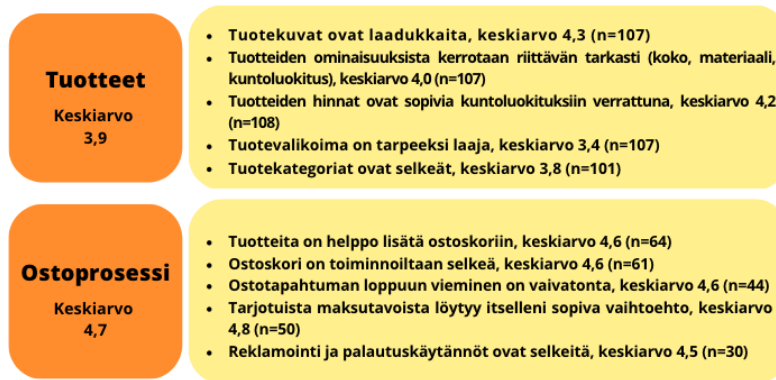 Tuotteet
Keskiarvo
3,9
• Tuotekuvat ovat laadukkaita, keskiarvo 4,3 (n=107)
• Tuotteiden ominaisuuksista kerrotaan riittävän tarkasti (koko, materiaali,
kuntoluokitus), keskiarvo 4,0 (n=107)
• Tuotteiden hinnat ovat sopivia kuntoluokituksiin verrattuna, keskiarvo 4,2
(n=108)
• Tuotevalikoima on tarpeeksi laaja, keskiarvo 3,4 (n=107)
• Tuotekategoriat ovat selkeät, keskiarvo 3,8 (n=101)
Ostoprosessi
Keskiarvo
4,7
• Tuotteita on helppo lisätä ostoskoriin, keskiarvo 4,6 (n=64)
• Ostoskori on toiminnoiltaan selkeä, keskiarvo 4,6 (n=61)
• Ostotapahtuman loppuun vieminen on vaivatonta, keskiarvo 4,6 (n=44)
• Tarjotuista maksutavoista löytyy itselleni sopiva vaihtoehto, keskiarvo
4,8 (n=50)
• Reklamointi ja palautuskäytännöt ovat selkeitä, keskiarvo 4,5 (n=30)